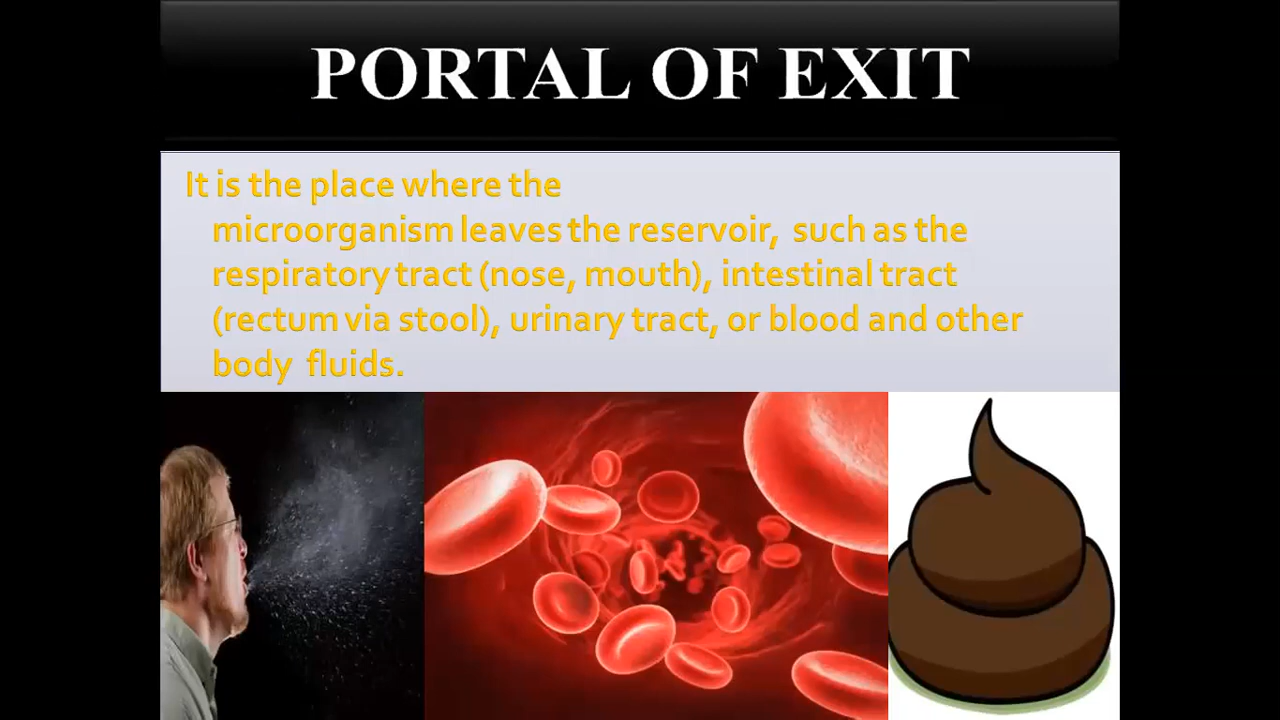 PORTAL OF EXIT
It is the place where the
microorganism leaves the reservoir, such as the
respiratory tract (nose, mouth), intestinal tract
(rectum via stool), urinary tract, or blood and other
body fluids.